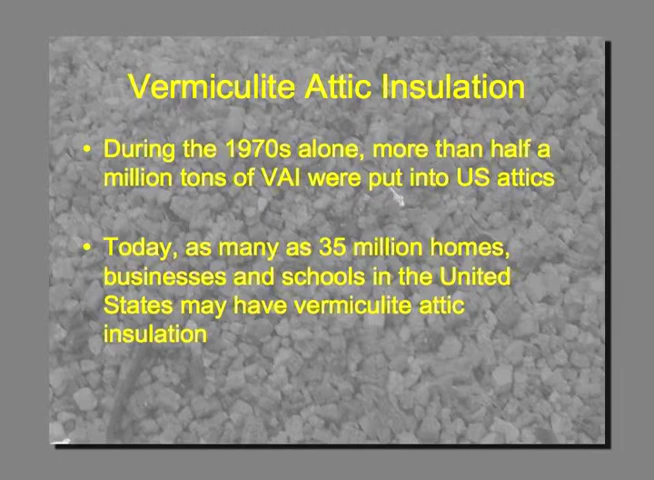 Vermiculite Attic Insulation
• During the 1970s alone, more than half a
million tons of VAI were put into US attics
• Today, as many as 35 million homes,
businesses and schools in the United
States may have vermiculite attic
insulation